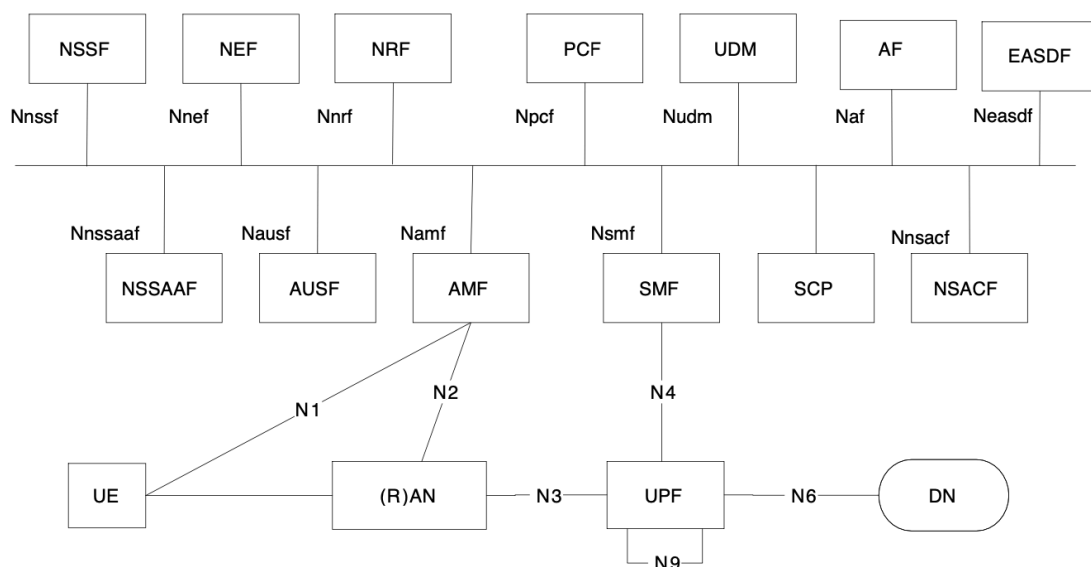 NSSF
NEF
NRF
PCF
UDM
AF
EASDF
Nnssf
Nnef
Nnrf
Npcf
Nudm
Naf
Neasdf
Nnssaaf
Nausf
Namf
Nsmf
Nnsacf
NSSAAF
AUSF
AMF
SMF
SCP
NSACF
N1
N2
N4
UE
(R)AN
N3
UPF
N6
DN
N9